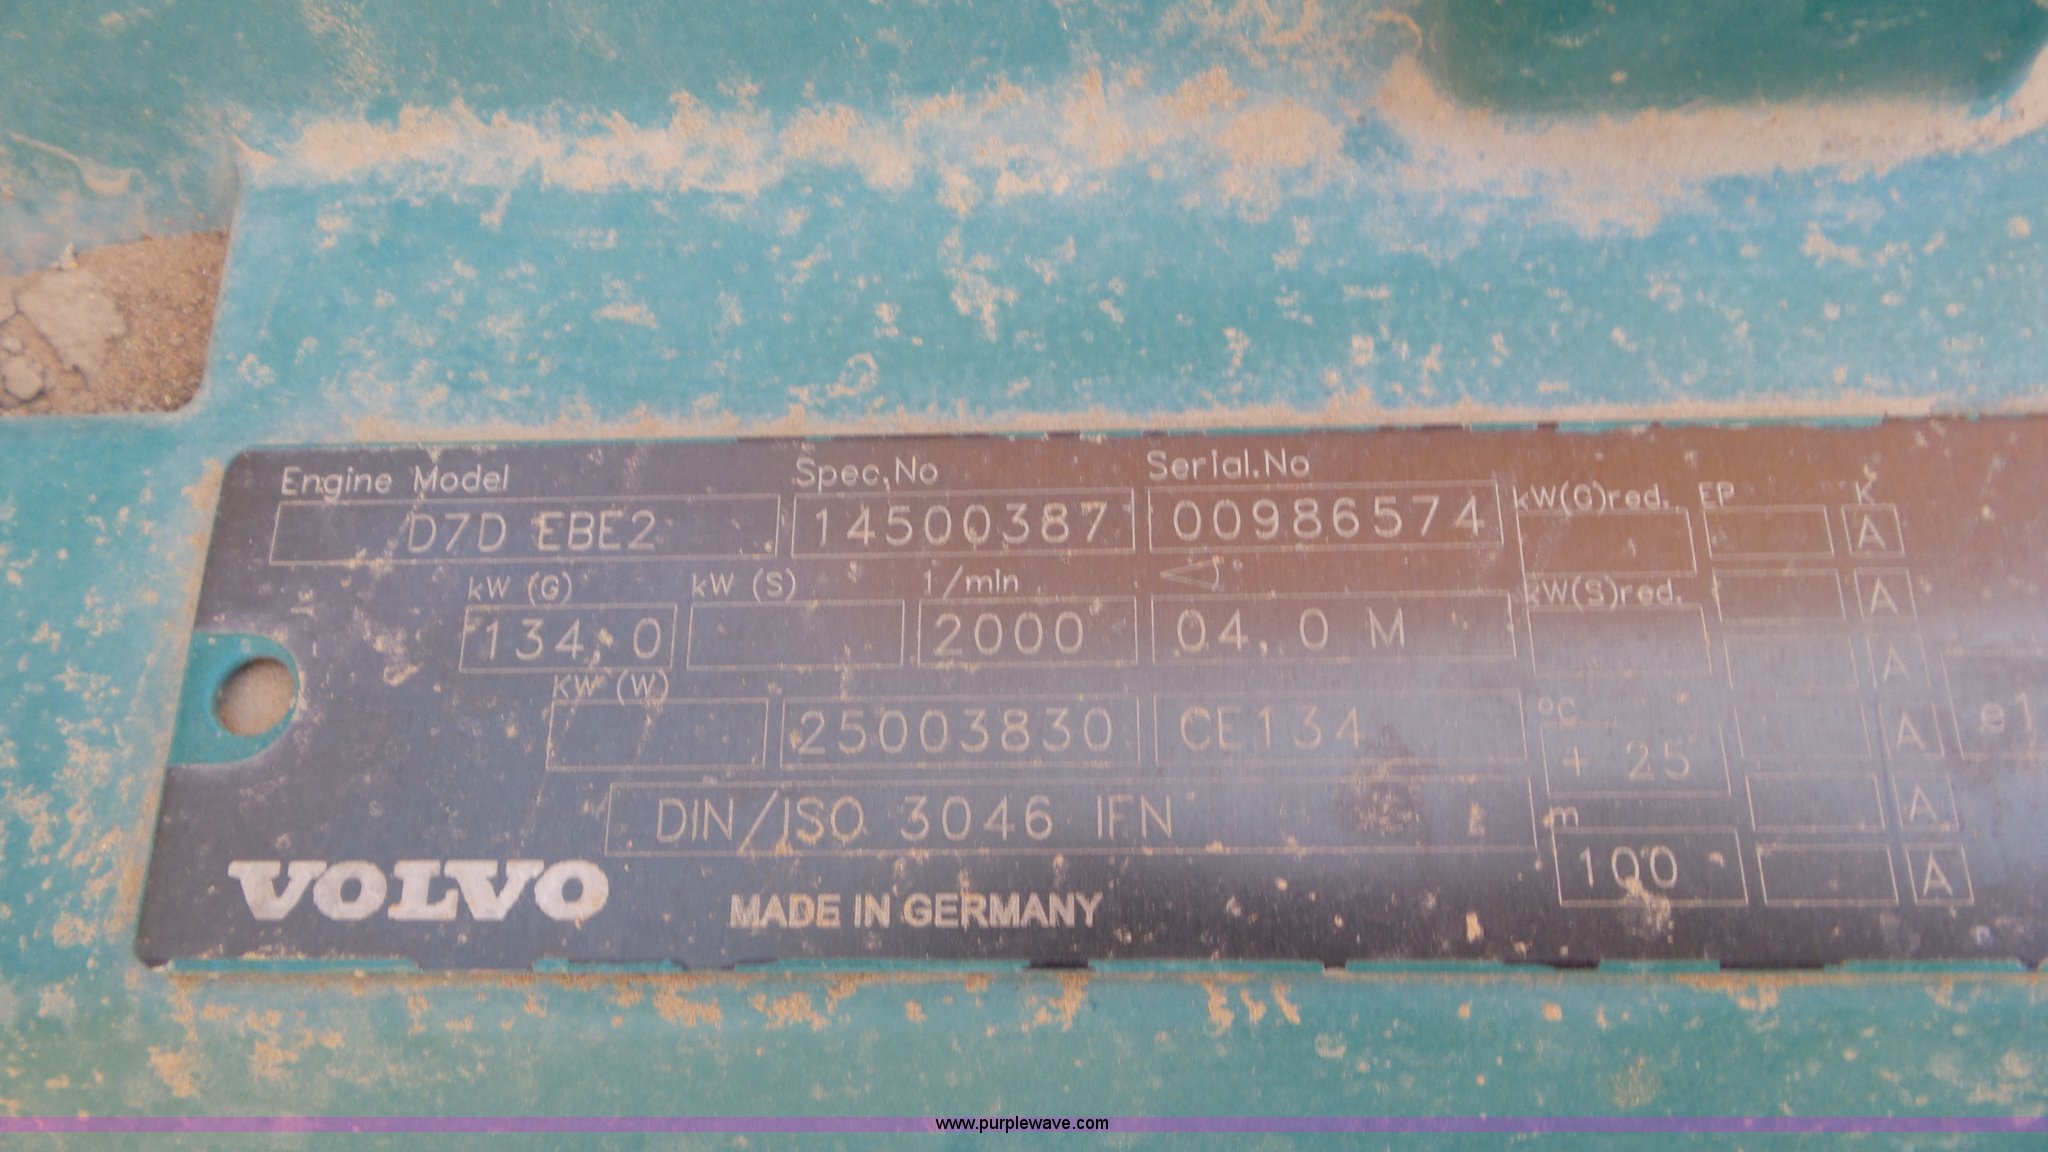 Engine Model Spec.No Serial.No kW(G)red. EP K
D7D EBE2 14500387 00986574 A
kW (G) kW (S) 1/min kW(S)red. A
134,0 2000 04,0 M A
kW (W) °C
25003830 CE134 + 25 A e1
DIN/ISO 3046 IFN m A
100 A
VOLVO MADE IN GERMANY
www.purplewave.com